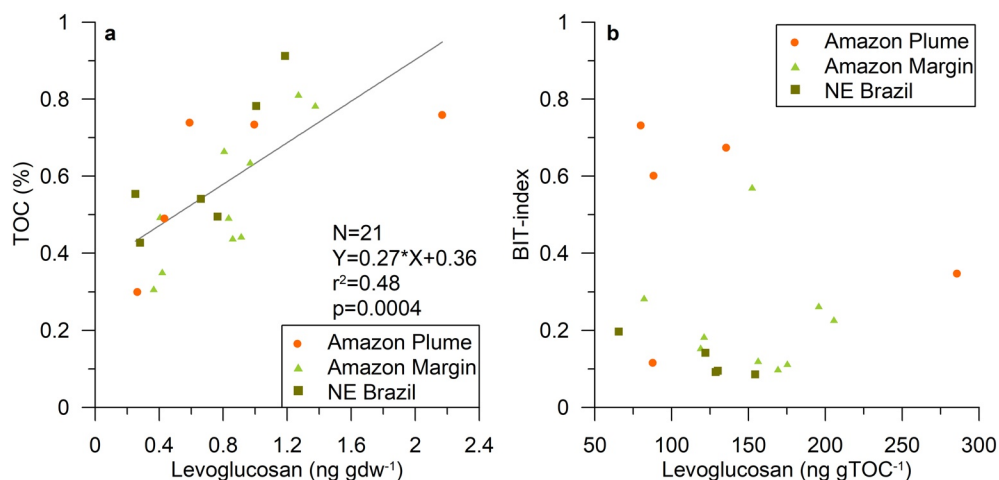 a
1
0.8
0.6
0.4
0.2
0
TOC (%)
N=21
Y=0.27*X+0.36
r²=0.48
p=0.0004
Amazon Plume
Amazon Margin
NE Brazil
0 0.4 0.8 1.2 1.6 2 2.4
Levoglucosan (ng gdw⁻¹)
b
1
0.8
0.6
0.4
0.2
0
BIT-index
Amazon Plume
Amazon Margin
NE Brazil
50 100 150 200 250 300
Levoglucosan (ng gTOC⁻¹)